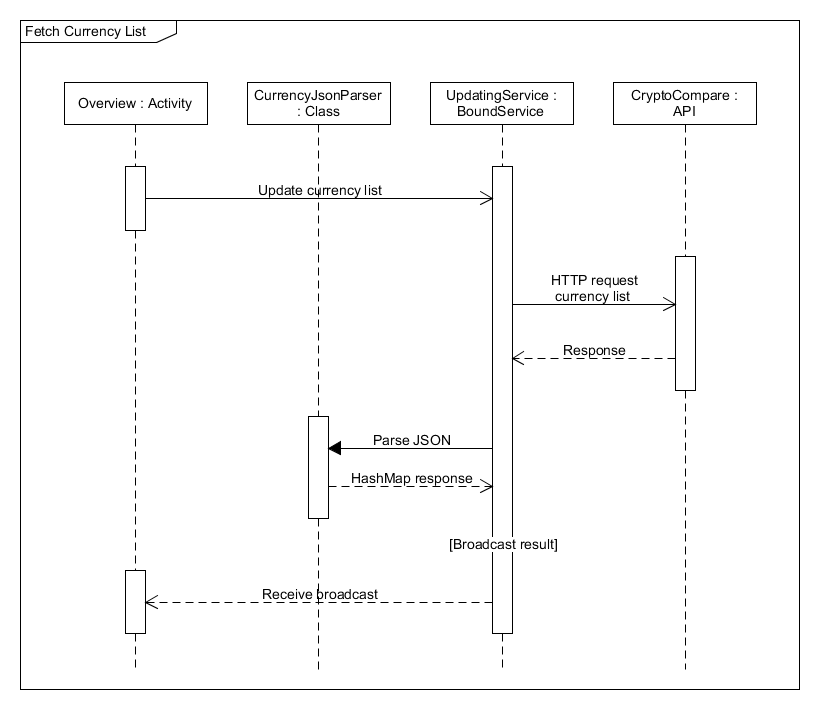 Fetch Currency List
Overview : Activity
CurrencyJsonParser
: Class
UpdatingService :
BoundService
CryptoCompare :
API
Update currency list
HTTP request
currency list
Response
Parse JSON
HashMap response
[Broadcast result]
Receive broadcast